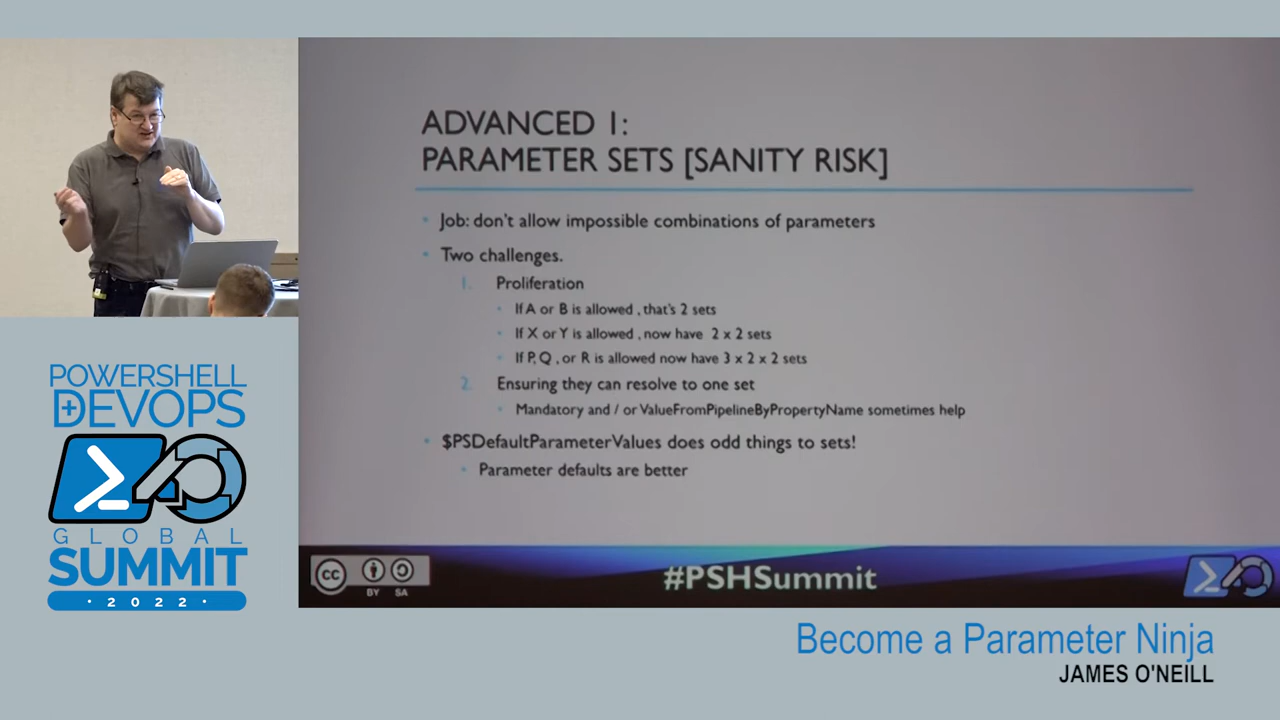 ADVANCED 1:
PARAMETER SETS [SANITY RISK]
Job: don't allow impossible combinations of parameters
Two challenges.
1. Proliferation
If A or B is allowed , that's 2 sets
If X or Y is allowed , now have 2 x 2 sets
If P, Q , or R is allowed now have 3 x 2 x 2 sets
2. Ensuring they can resolve to one set
Mandatory and / or ValueFromPipelineByPropertyName sometimes help
$PSDefaultParameterValues does odd things to sets!
Parameter defaults are better
cc
BY SA
#PSHSummit
POWERSHELL
+DEVOPS
GLOBAL
SUMMIT
· 2022 ·
Become a Parameter Ninja
JAMES O'NEILL